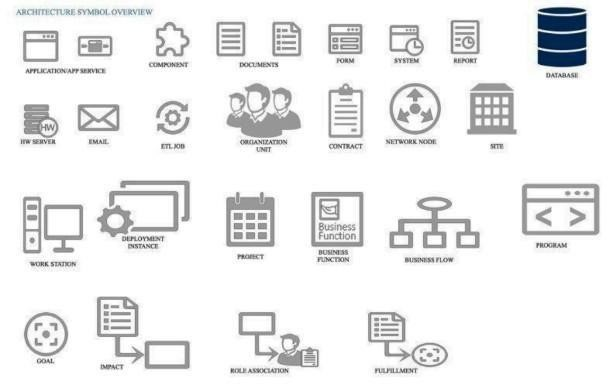 ARCHITECTURE SYMBOL OVERVIEW
APPLICATION/APP SERVICE
COMPONENT
DOCUMENTS
FORM
SYSTEM
REPORT
DATABASE
HW
HW SERVER
EMAIL
ETL JOB
ORGANIZATION
UNIT
CONTRACT
NETWORK NODE
SITE
WORK STATION
DEPLOYMENT
INSTANCE
PROJECT
Business
Function
BUSINESS
FUNCTION
BUSINESS FLOW
PROGRAM
GOAL
IMPACT
ROLE ASSOCIATION
FULFILLMENT